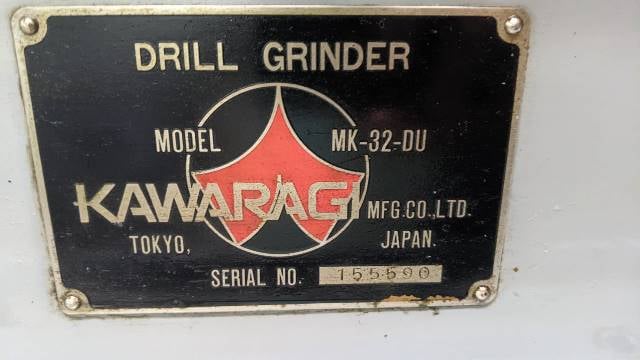 DRILL GRINDER
MODEL MK-32-DU
KAWARAGI MFG.CO.,LTD.
TOKYO, JAPAN.
SERIAL NO. 155590